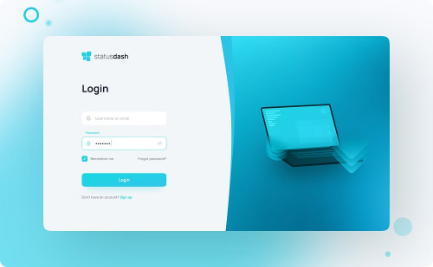 statusdash
Login
Username or email
Password
Remember me
Forgot password?
Login
Don't have an account? Sign up